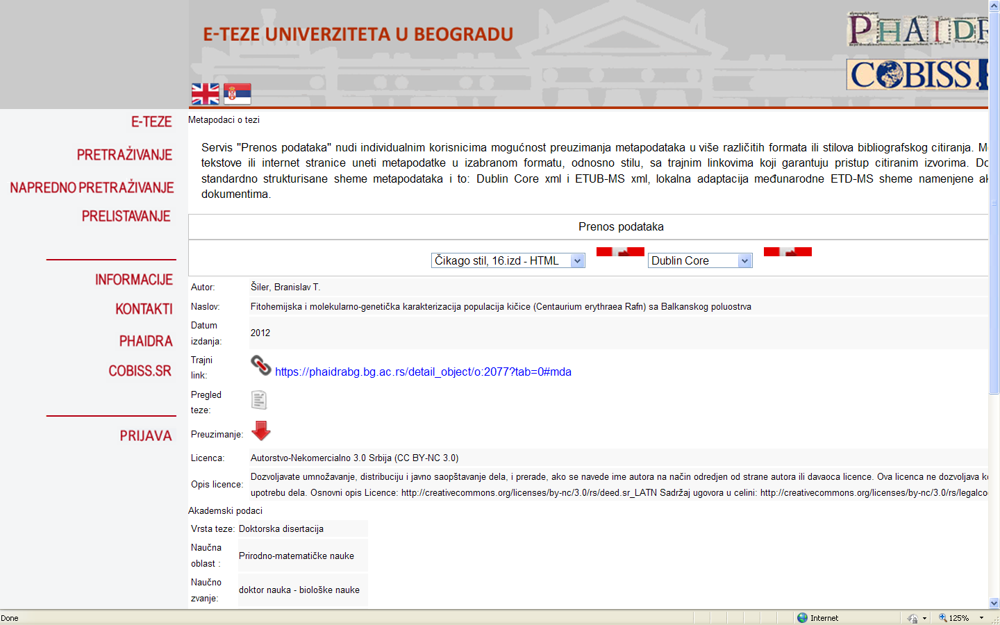 E-TEZE UNIVERZITETA U BEOGRADU
PHAIDR
COBISS.
E-TEZE
PRETRAŽIVANJE
NAPREDNO PRETRAŽIVANJE
PRELISTAVANJE
INFORMACIJE
KONTAKTI
PHAIDRA
COBISS.SR
PRIJAVA
Metapodaci o tezi
Servis "Prenos podataka" nudi individualnim korisnicima mogućnost preuzimanja metapodataka u više različitih formata ili stilova bibliografskog citiranja.
tekstove ili internet stranice uneti metapodatke u izabranom formatu, odnosno stilu, sa trajnim linkovima koji garantuju pristup citiranim izvorima.
standardno strukturisane sheme metapodataka i to: Dublin Core xml i ETUB-MS xml, lokalna adaptacija međunarodne ETD-MS sheme namenjene
dokumentima.
Prenos podataka
Čikago stil, 16.izd - HTML
Dublin Core
Autor: Šiler, Branislav T.
Naslov: Fitohemijska i molekularno-genetička karakterizacija populacija kičice (Centaurium erythraea Rafn) sa Balkanskog poluostrva
Datum
izdanja: 2012
Trajni
link: https://phaidrabg.bg.ac.rs/detail_object/o:2077?tab=0#mda
Pregled
teze:
Preuzimanje:
Licenca: Autorstvo-Nekomercialno 3.0 Srbija (CC BY-NC 3.0)
Opis licence: Dozvoljavate umnožavanje, distribuciju i javno saopštavanje dela, i prerade, ako se navede ime autora na način odredjen od strane autora ili davaoca licence. Ova licenca ne dozvoljava
upotrebu dela. Osnovni opis Licence: http://creativecommons.org/licenses/by-nc/3.0/rs/deed.sr_LATN Sadržaj ugovora u celini: http://creativecommons.org/licenses/by-nc/3.0/rs/legalco
Akademski podaci
Vrsta teze: Doktorska disertacija
Naučna
oblast : Prirodno-matematičke nauke
Naučno
zvanje: doktor nauka - biološke nauke
Done
Internet
125%